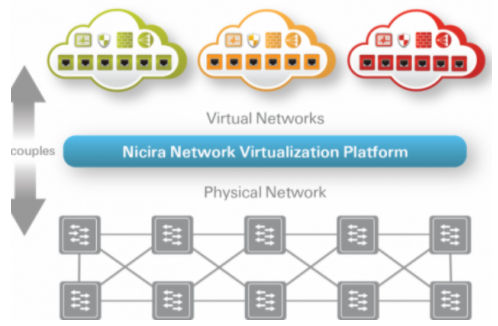 Virtual Networks
couples
Nicira Network Virtualization Platform
Physical Network